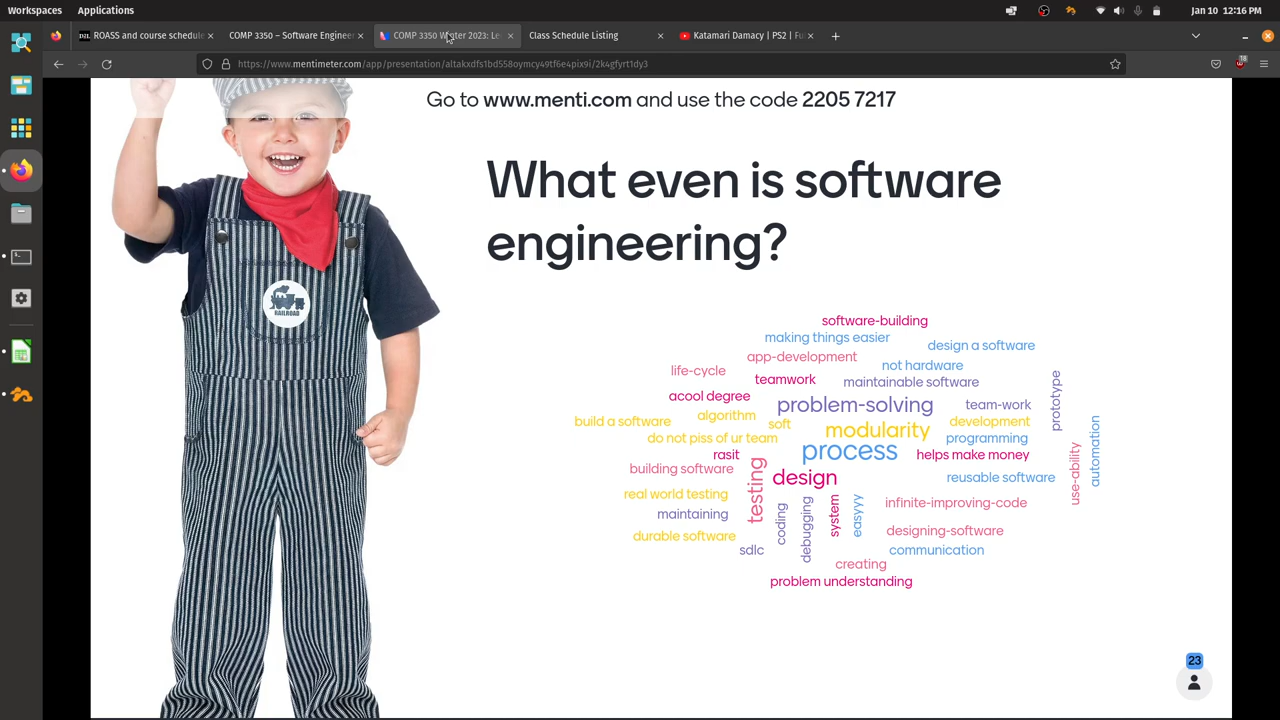 Workspaces Applications Jan 10 12:16 PM
ROASS and course schedule COMP 3350 – Software Engineer COMP 3350 Winter 2023: Le Class Schedule Listing Katamari Damacy | PS2 | Fu
https://www.mentimeter.com/app/presentation/altakxdfs1bd558oymcy49tf6e4pix9i/2k4gfyrt1dy3 18
Go to www.menti.com and use the code 2205 7217
What even is software
engineering?
RAILROAD
software-building
making things easier
design a software
app-development
not hardware
life-cycle
teamwork
maintainable software
prototype
acool degree
problem-solving
team-work
algorithm
build a software
soft
modularity
development
do not piss of ur team
programming
automation
process
rasit
helps make money
building software
testing
design
use-ability
reusable software
real world testing
infinite-improving-code
maintaining
coding
debugging
system
easyyy
designing-software
durable software
sdlc
communication
creating
problem understanding
23